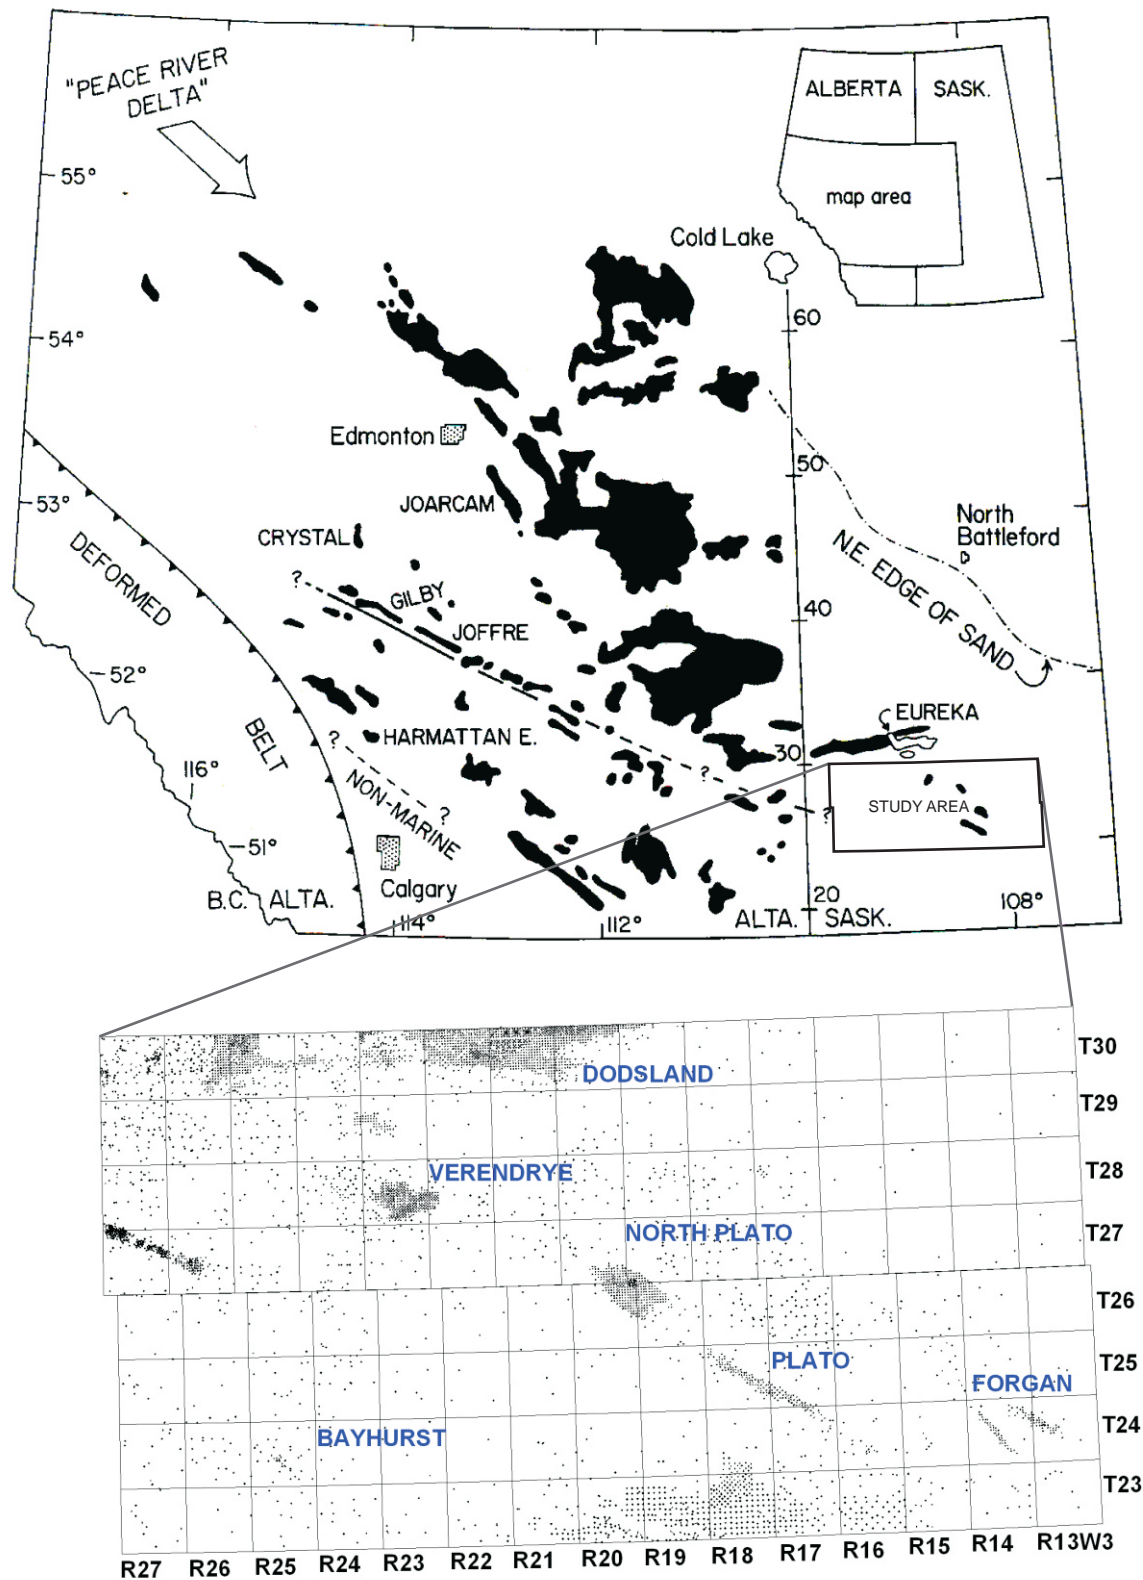 "PEACE RIVER
DELTA"
ALBERTA
SASK.
map area
55°
Cold Lake
60
54°
Edmonton
50
53°
JOARCAM
North
Battleford
CRYSTAL
DEFORMED
BELT
?
GILBY
40
N.E. EDGE OF SAND
JOFFRE
52°
EUREKA
?
HARMATTAN E.
30
116°
?
NON-MARINE
?
STUDY AREA
?
51°
Calgary
B.C.
ALTA.
20
108°
114°
112°
ALTA.
SASK.
T30
DODSLAND
T29
VERENDRYE
T28
NORTH PLATO
T27
T26
PLATO
T25
FORGAN
T24
BAYHURST
T23
R27
R26
R25
R24
R23
R22
R21
R20
R19
R18
R17
R16
R15
R14
R13W3